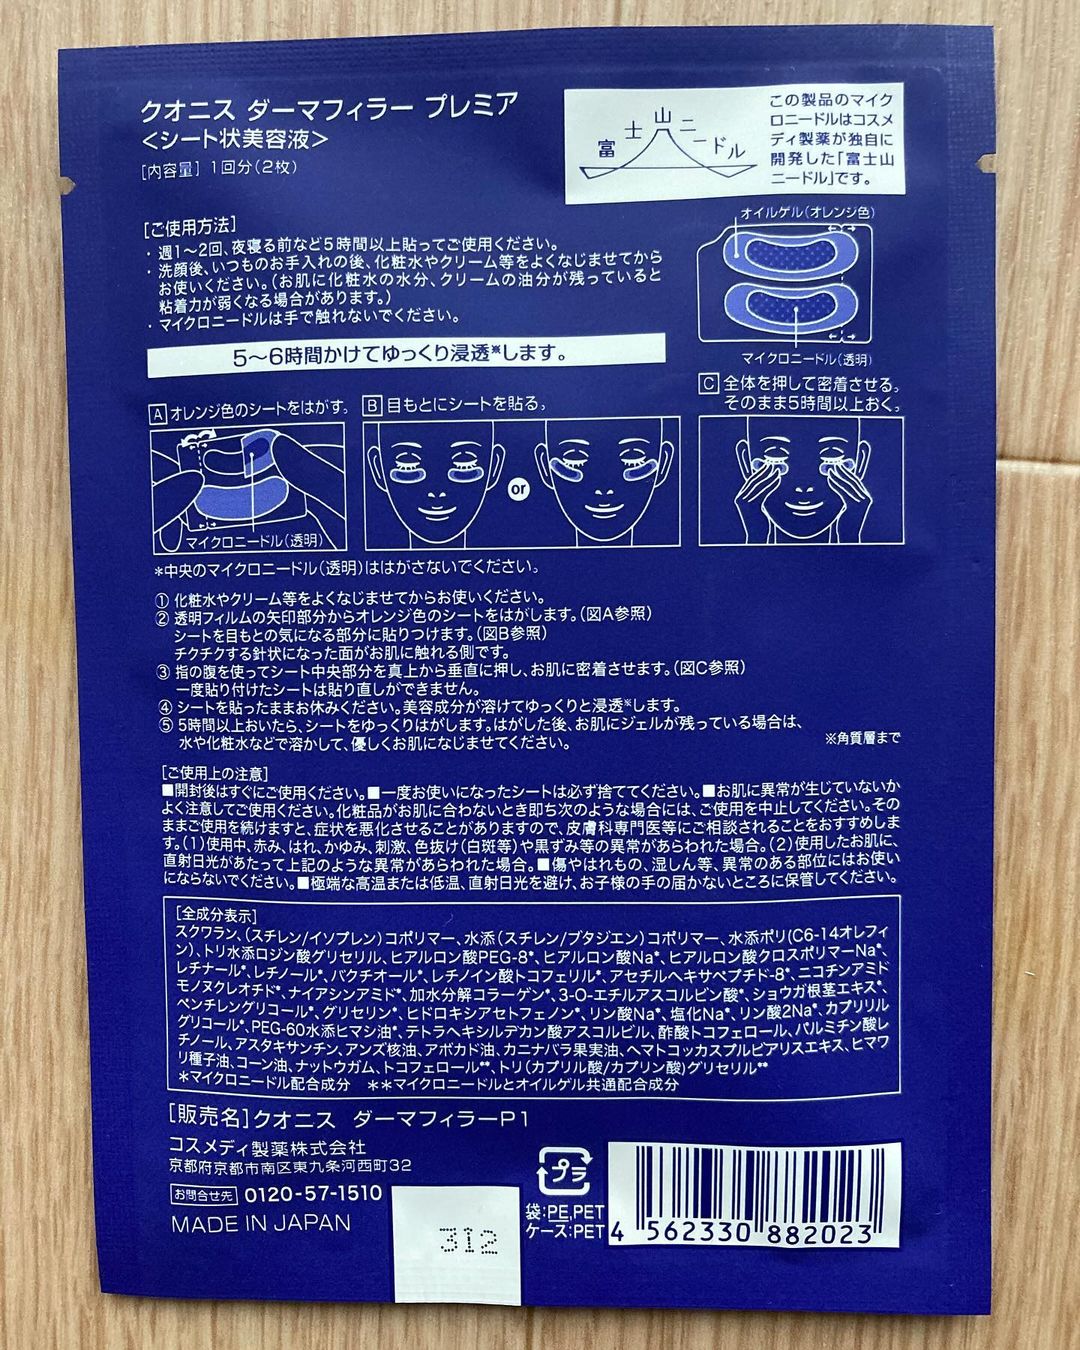 クオニス ダーマフィラー プレミア
<シート状美容液>
[内容量] 1回分(2枚)
富士山ニードル
この製品のマイク
ロニードルはコスメ
ディ製薬が独自に
開発した「富士山
ニードル」です。
[ご使用方法]
・週1〜2回、夜寝る前など5時間以上貼ってご使用ください。
・洗顔後、いつものお手入れの後、化粧水やクリーム等をよくなじませてから
お使いください。(お肌に化粧水の水分、クリームの油分が残っていると
粘着力が弱くなる場合があります。)
・マイクロニードルは手で触れないでください。
オイルゲル(オレンジ色)
マイクロニードル(透明)
5〜6時間かけてゆっくり浸透※します。
A オレンジ色のシートをはがす。
マイクロニードル(透明)
B 目もとにシートを貼る。
or
C 全体を押して密着させる。
そのまま5時間以上おく。
*中央のマイクロニードル(透明)ははがさないでください。
① 化粧水やクリーム等をよくなじませてからお使いください。
② 透明フィルムの矢印部分からオレンジ色のシートをはがします。(図A参照)
シートを目もとの気になる部分に貼りつけます。(図B参照)
チクチクする針状になった面がお肌に触れる側です。
③ 指の腹を使ってシート中央部分を真上から垂直に押し、お肌に密着させます。(図C参照)
一度貼り付けたシートは貼り直しができません。
④ シートを貼ったままお休みください。美容成分が溶けてゆっくりと浸透※します。
⑤ 5時間以上おいたら、シートをゆっくりはがします。はがした後、お肌にジェルが残っている場合は、
水や化粧水などで溶かして、優しくお肌になじませてください。
※角質層まで
[ご使用上の注意]
■開封後はすぐにご使用ください。■一度お使いになったシートは必ず捨ててください。■お肌に異常が生じていないか
よく注意してご使用ください。化粧品がお肌に合わないとき即ち次のような場合には、ご使用を中止してください。その
ままご使用を続けますと、症状を悪化させることがありますので、皮膚科専門医等にご相談されることをおすすめしま
す。(1)使用中、赤み、はれ、かゆみ、刺激、色抜け(白斑等)や黒ずみ等の異常があらわれた場合。(2)使用したお肌に、
直射日光があたって上記のような異常があらわれた場合。■傷やはれもの、湿しん等、異常のある部位にはお使い
にならないでください。■極端な高温または低温、直射日光を避け、お子様の手の届かないところに保管してください。
[全成分表示]
スクワラン、(スチレン/イソプレン)コポリマー、水添(スチレン/ブタジエン)コポリマー、水添ポリ(C6-14オレフィ
ン)、トリ水添ロジン酸グリセリル、ヒアルロン酸PEG-8*、ヒアルロン酸Na*、ヒアルロン酸クロスポリマーNa*、
レチナール*、レチノール*、バクチオール*、レチノイン酸トコフェリル*、アセチルヘキサペプチド-8*、ニコチンアミド
モノヌクレオチド*、ナイアシンアミド*、加水分解コラーゲン*、3-O-エチルアスコルビン酸*、ショウガ根茎エキス*、
ペンチレングリコール*、グリセリン*、ヒドロキシアセトフェノン*、リン酸Na*、塩化Na*、リン酸2Na*、カプリリル
グリコール*、PEG-60水添ヒマシ油*、テトラヘキシルデカン酸アスコルビル、酢酸トコフェロール、パルミチン酸レ
チノール、アスタキサンチン、アンズ核油、アボカド油、カニナバラ果実油、ヘマトコッカスプルビアリスエキス、ヒマワ
リ種子油、コーン油、ナットウガム、トコフェロール**、トリ(カプリル酸/カプリン酸)グリセリル**
*マイクロニードル配合成分 **マイクロニードルとオイルゲル共通配合成分
[販売名]クオニス ダーマフィラーP1
コスメディ製薬株式会社
京都府京都市南区東九条河西町32
お問合せ先 0120-57-1510
MADE IN JAPAN
312
プラ
袋:PE,PET
ケース:PET
4 562330 882023